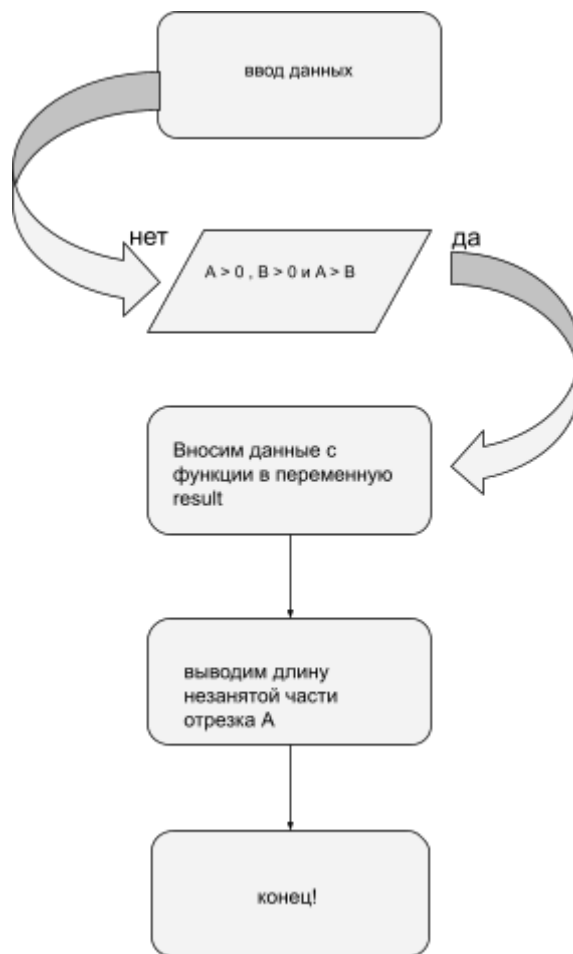 ввод данных
нет
да
A > 0 , B > 0 и A > B
Вносим данные с
функции в переменную
result
выводим длину
незанятой части
отрезка А
конец!